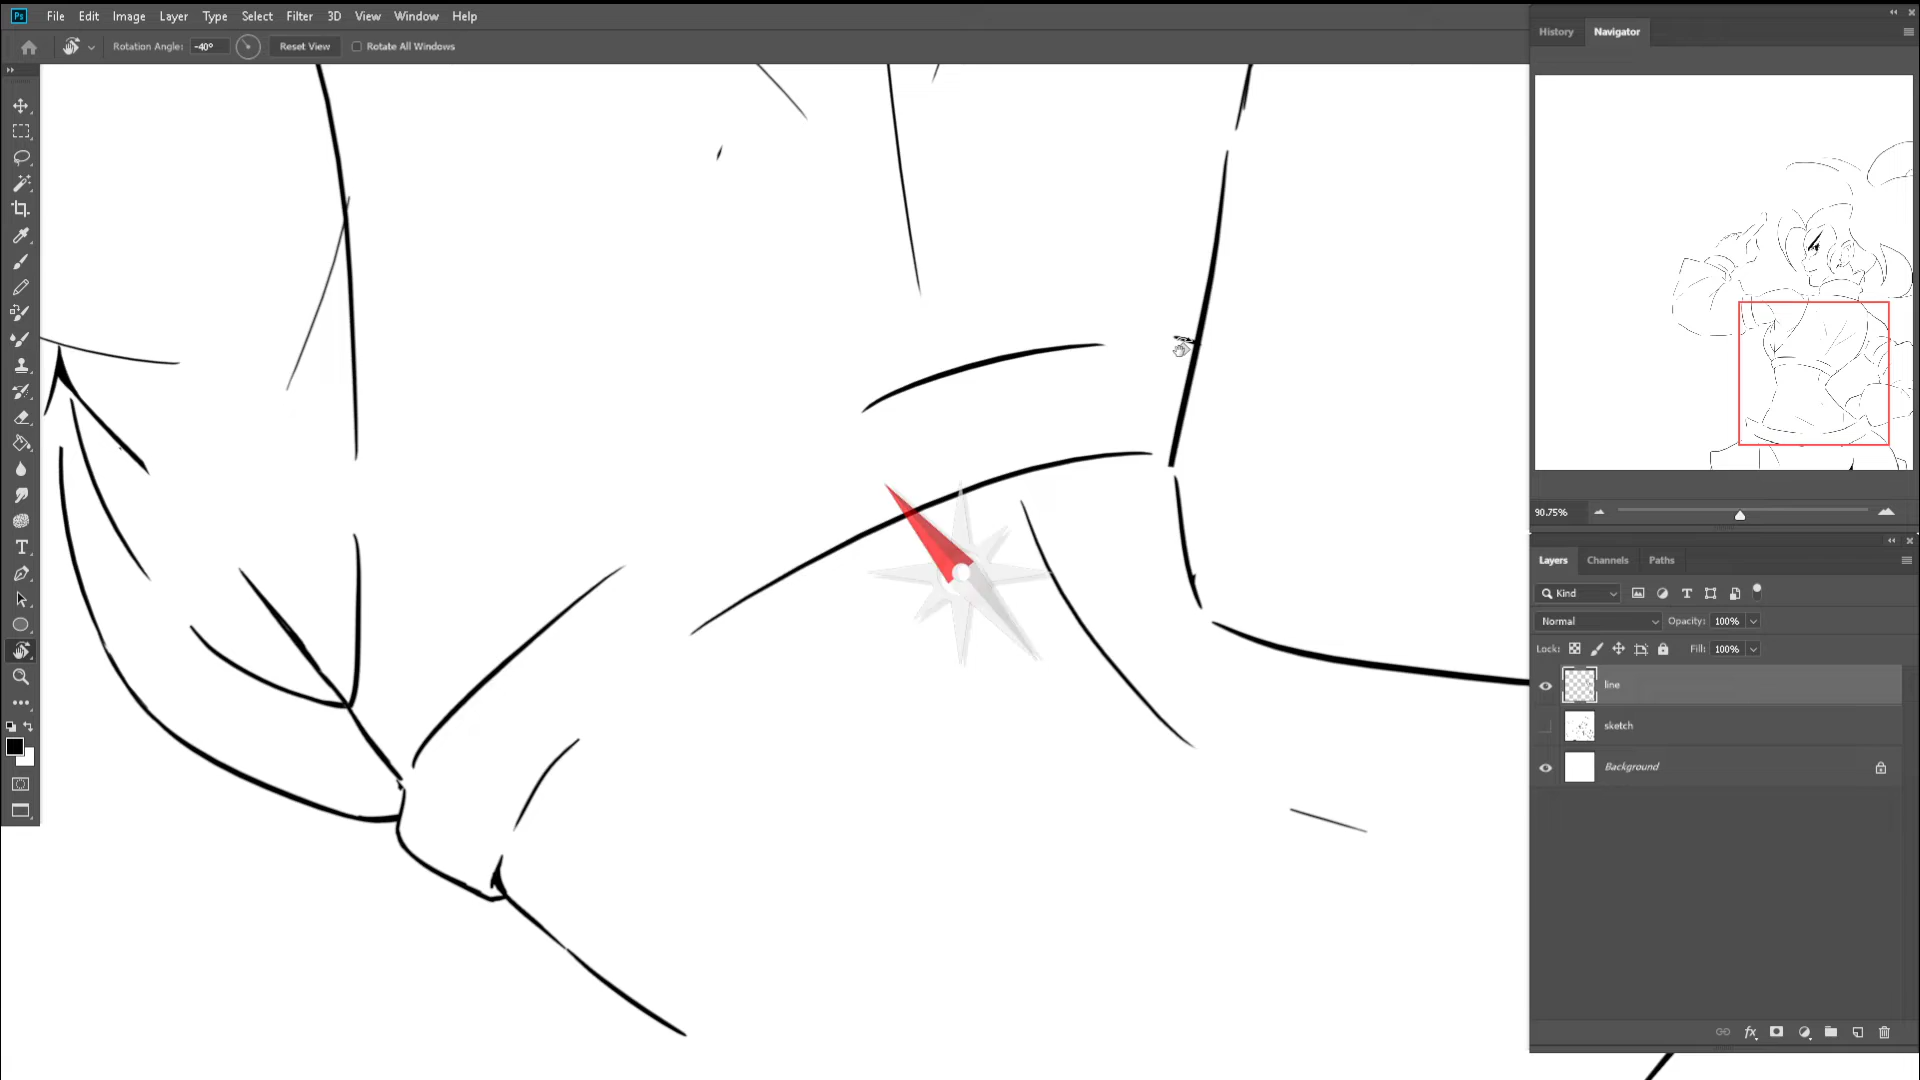 Ps File Edit Image Layer Type Select Filter 3D View Window Help
Rotation Angle: -40° Reset View Rotate All Windows
History Navigator
90.75%
Layers Channels Paths
Kind
Normal Opacity: 100%
Lock: Fill: 100%
line
sketch
Background